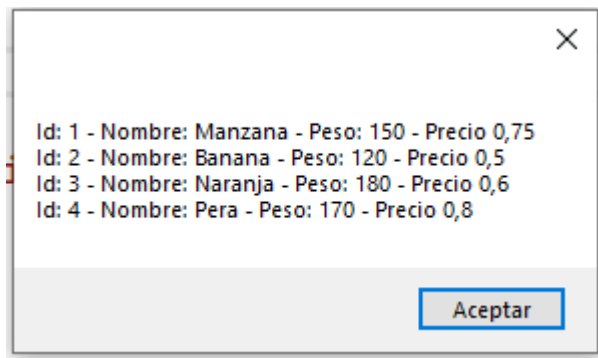 Id: 1 - Nombre: Manzana - Peso: 150 - Precio 0,75
Id: 2 - Nombre: Banana - Peso: 120 - Precio 0,5
Id: 3 - Nombre: Naranja - Peso: 180 - Precio 0,6
Id: 4 - Nombre: Pera - Peso: 170 - Precio 0,8
Aceptar